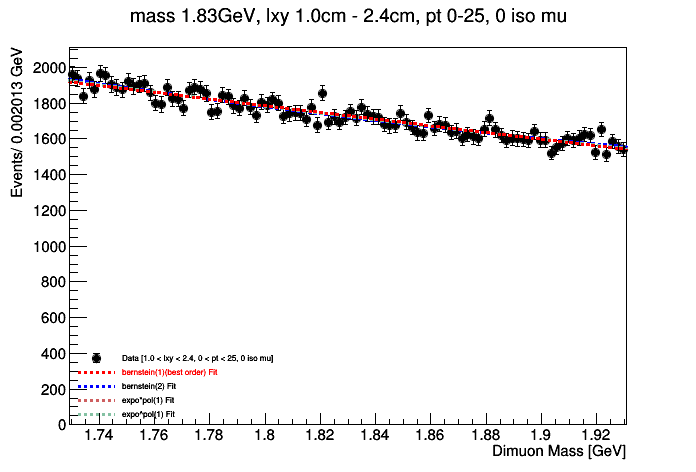 mass 1.83GeV, lxy 1.0cm - 2.4cm, pt 0-25, 0 iso mu
Events/ 0.002013 GeV
2000
1800
1600
1400
1200
1000
800
600
400
200
0
Data [1.0 < lxy < 2.4, 0 < pt < 25, 0 iso mu]
bernstein(1)(best order) Fit
bernstein(2) Fit
expo*pol(1) Fit
expo^pol(1) Fit
1.74 1.76 1.78 1.8 1.82 1.84 1.86 1.88 1.9 1.92
Dimuon Mass [GeV]